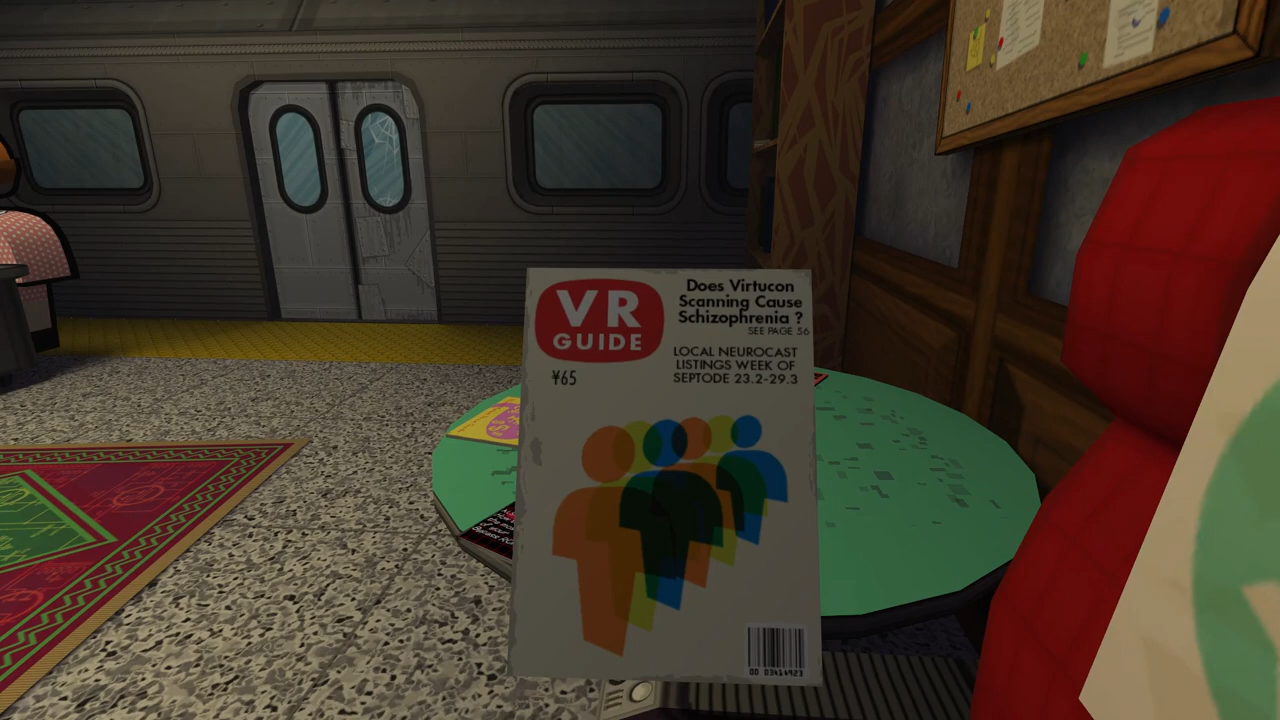 VR
GUIDE
¥65
Does Virtucon
Scanning Cause
Schizophrenia ?
SEE PAGE 56
LOCAL NEUROCAST
LISTINGS WEEK OF
SEPTODE 23.2-29.3